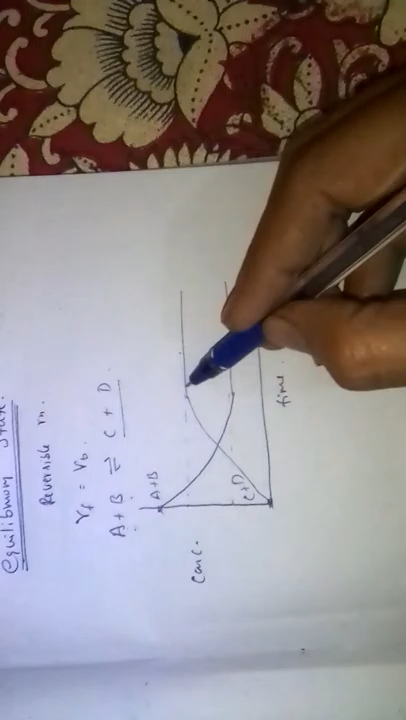 equilibrium state.
Reversible rn.
rf = rb.
A + B ⇌ C + D.
A+B
C+D
Conc.
time.